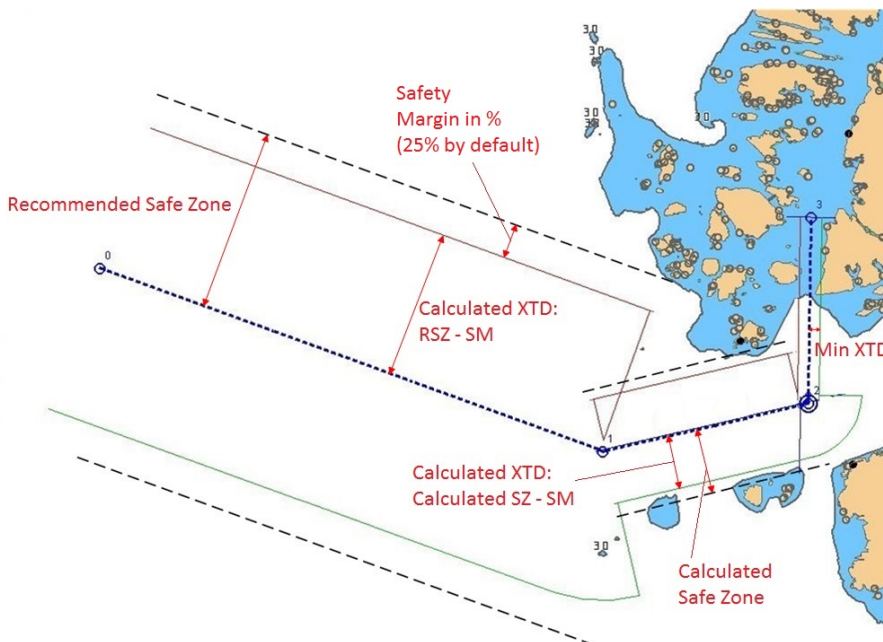 Safety
Margin in %
(25% by default)
Recommended Safe Zone
Calculated XTD:
RSZ - SM
Min XTD
Calculated XTD:
Calculated SZ - SM
Calculated
Safe Zone
0
1
2
3
30
30
30
30
30
30